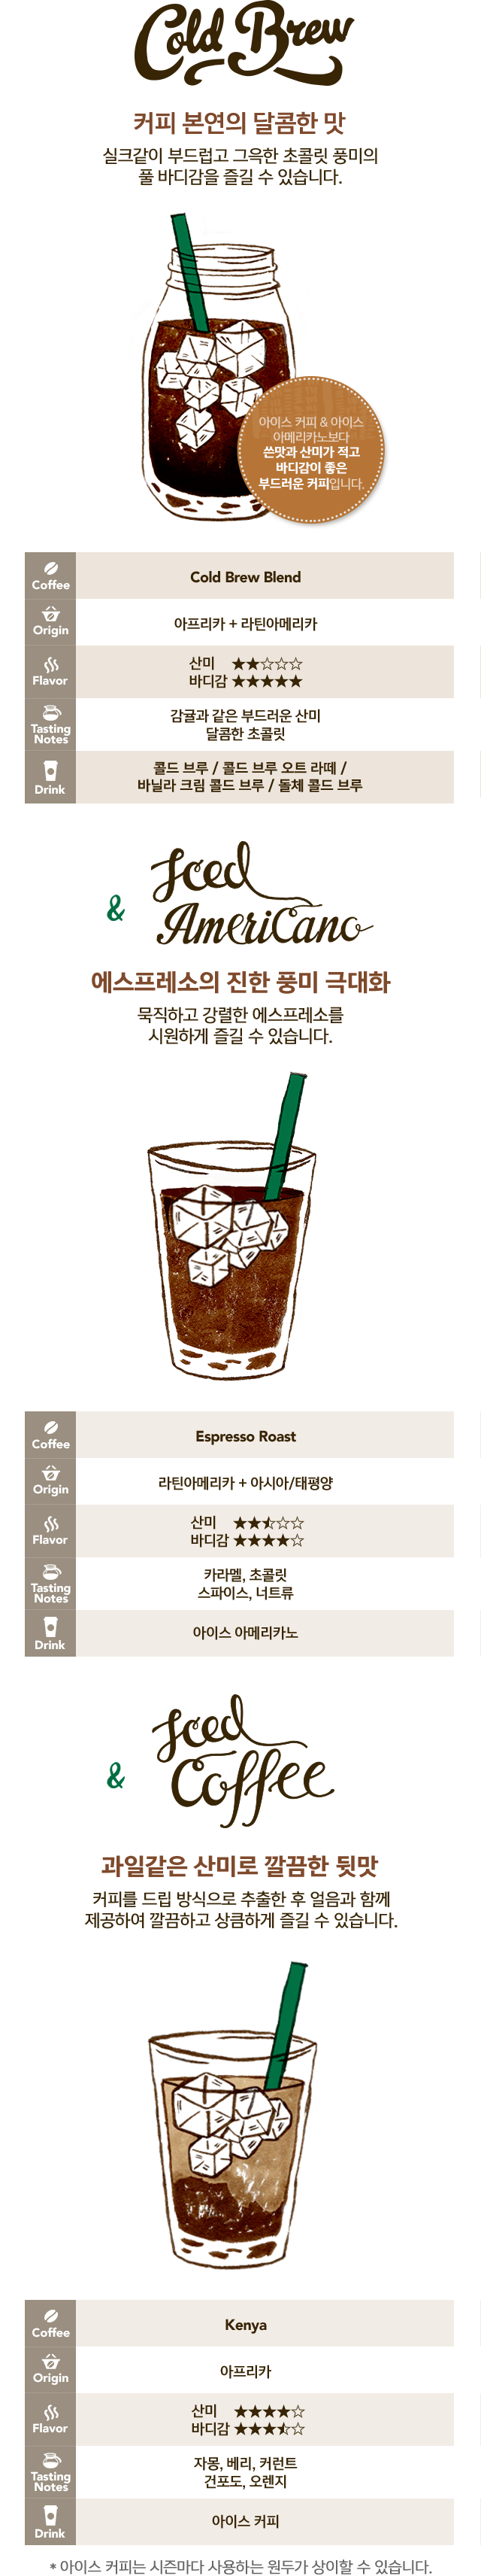 Cold Brew
커피 본연의 달콤한 맛
실크같이 부드럽고 그윽한 초콜릿 풍미의
풀 바디감을 즐길 수 있습니다.
아이스 커피 & 아이스
아메리카노보다
쓴맛과 산미가 적고
바디감이 좋은
부드러운 커피입니다.
Coffee
Cold Brew Blend
Origin
아프리카 + 라틴아메리카
Flavor
산미 ★★☆☆☆
바디감 ★★★★★
Tasting
Notes
감귤과 같은 부드러운 산미
달콤한 초콜릿
Drink
콜드 브루 / 콜드 브루 오트 라떼 /
바닐라 크림 콜드 브루 / 돌체 콜드 브루
& Iced
Americano
에스프레소의 진한 풍미 극대화
묵직하고 강렬한 에스프레소를
시원하게 즐길 수 있습니다.
Coffee
Espresso Roast
Origin
라틴아메리카 + 아시아/태평양
Flavor
산미 ★★⯪☆☆
바디감 ★★★★☆
Tasting
Notes
카라멜, 초콜릿
스파이스, 너트류
Drink
아이스 아메리카노
& Iced
Coffee
과일같은 산미로 깔끔한 뒷맛
커피를 드립 방식으로 추출한 후 얼음과 함께
제공하여 깔끔하고 상큼하게 즐길 수 있습니다.
Coffee
Kenya
Origin
아프리카
Flavor
산미 ★★★★☆
바디감 ★★★⯪☆
Tasting
Notes
자몽, 베리, 커런트
건포도, 오렌지
Drink
아이스 커피
* 아이스 커피는 시즌마다 사용하는 원두가 상이할 수 있습니다.